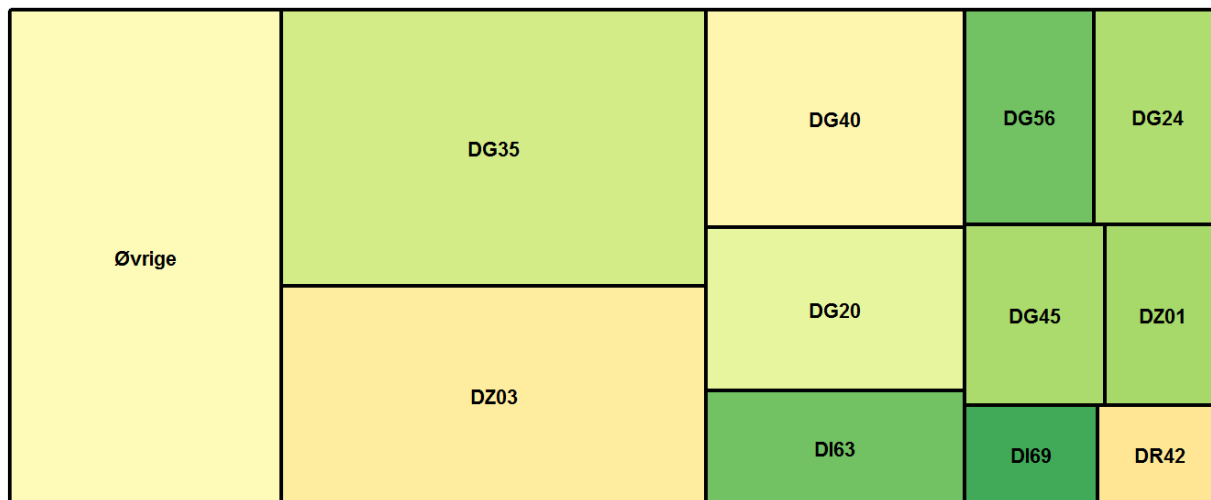 Øvrige
DG35
DZ03
DG40
DG20
DI63
DG56
DG24
DG45
DZ01
DI69
DR42